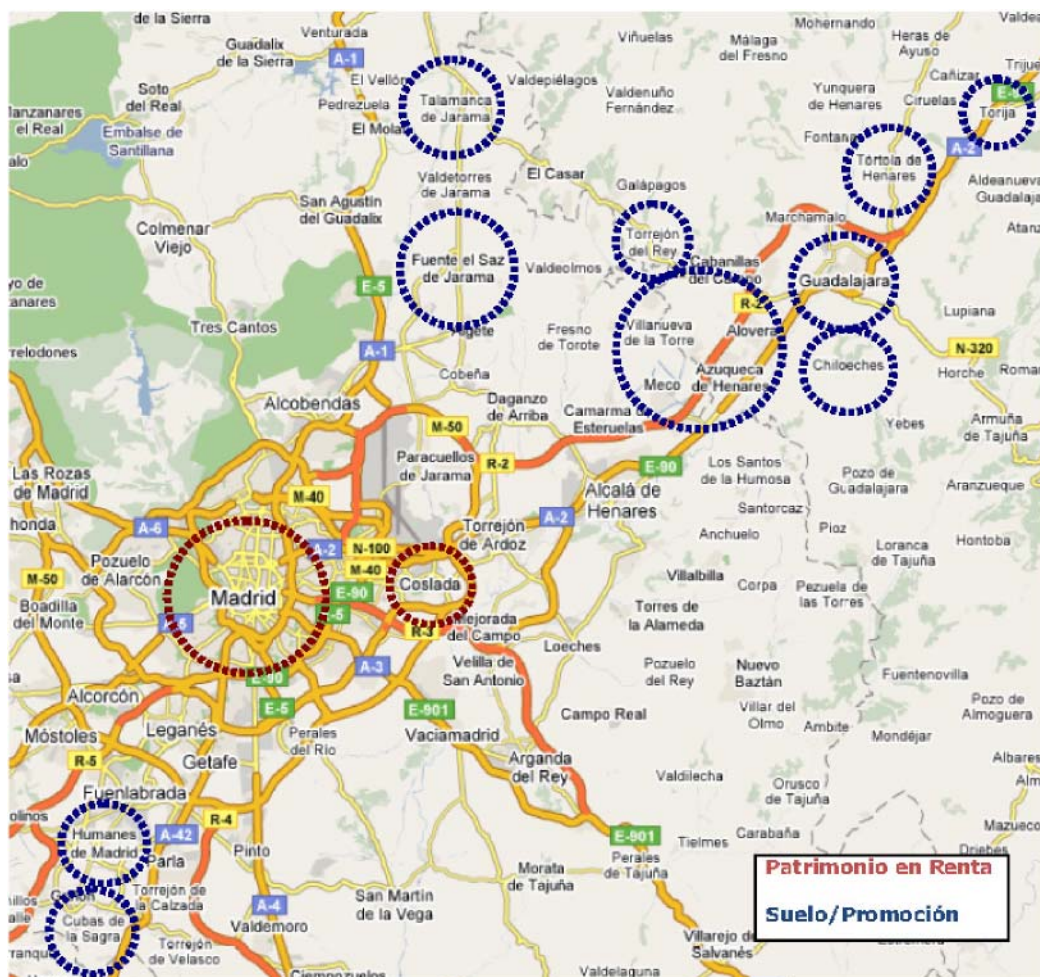 de la Sierra
Venturada
Mohernando
Guadalix
de la Sierra
A-1
Viñuelas
Málaga
del Fresno
Heras de
Ayuso
El Vellón
Valdepiélagos
Cañizar
Soto
del Real
Pedrezuela
Talamanca
de Jarama
Valdenuño
Fernández
Yunquera
de Henares
Ciruelas
Torija
Manzanares
el Real
Embalse de
Santillana
El Molar
Fontanar
A-2
Valdetorres
de Jarama
El Casar
Galápagos
Tórtola de
Henares
Aldeanueva
Guadalajara
San Agustín
del Guadalix
Marchamalo
Colmenar
Viejo
Torrejón
del Rey
Fuente el Saz
de Jarama
Valdeolmos
Cabanillas
del Campo
Guadalajara
E-5
R-2
Lupiana
Tres Cantos
Fresno
de Torote
Villanueva
de la Torre
Alovera
N-320
A-1
Chiloeches
Horche
Cobeña
Meco
Azuqueca
de Henares
Alcobendas
Daganzo
de Arriba
Camarma de
Esteruelas
Yebes
Armuña
de Tajuña
M-50
Paracuellos
de Jarama
R-2
E-90
Los Santos
de la Humosa
Pozo de
Guadalajara
Las Rozas
de Madrid
M-40
Alcalá de
Henares
Aranzueque
Santorcaz
A-6
A-2
N-100
Torrejón
de Ardoz
A-2
Anchuelo
Pioz
Hontoba
Pozuelo
de Alarcón
M-40
Loranca
de Tajuña
M-50
Madrid
E-90
Coslada
Villalbilla
Corpa
Pezuela de
las Torres
Boadilla
del Monte
R-3
Mejorada
del Campo
Torres de
la Alameda
Loeches
A-3
Velilla de
San Antonio
Pozuelo
del Rey
Nuevo
Baztán
Fuentenovilla
Alcorcón
E-90
E-5
E-901
Campo Real
Villar del
Olmo
Pozo de
Almoguera
Leganés
Ambite
Móstoles
Perales
del Río
Vaciamadrid
Mondéjar
R-5
Getafe
Arganda
del Rey
Valdilecha
Orusco
de Tajuña
Fuenlabrada
R-4
Humanes
de Madrid
A-42
Pinto
E-901
Tielmes
Carabaña
Mazueco
Parla
Morata
de Tajuña
Perales
de Tajuña
Driebes
Patrimonio en Renta
Torrejón de
la Calzada
San Martín
de la Vega
A-4
Suelo/Promoción
Cubas de
la Sagra
Valdemoro
Torrejón
de Velasco
Villarejo de
Salvanés
Ciempozuelos
Valdelaguna